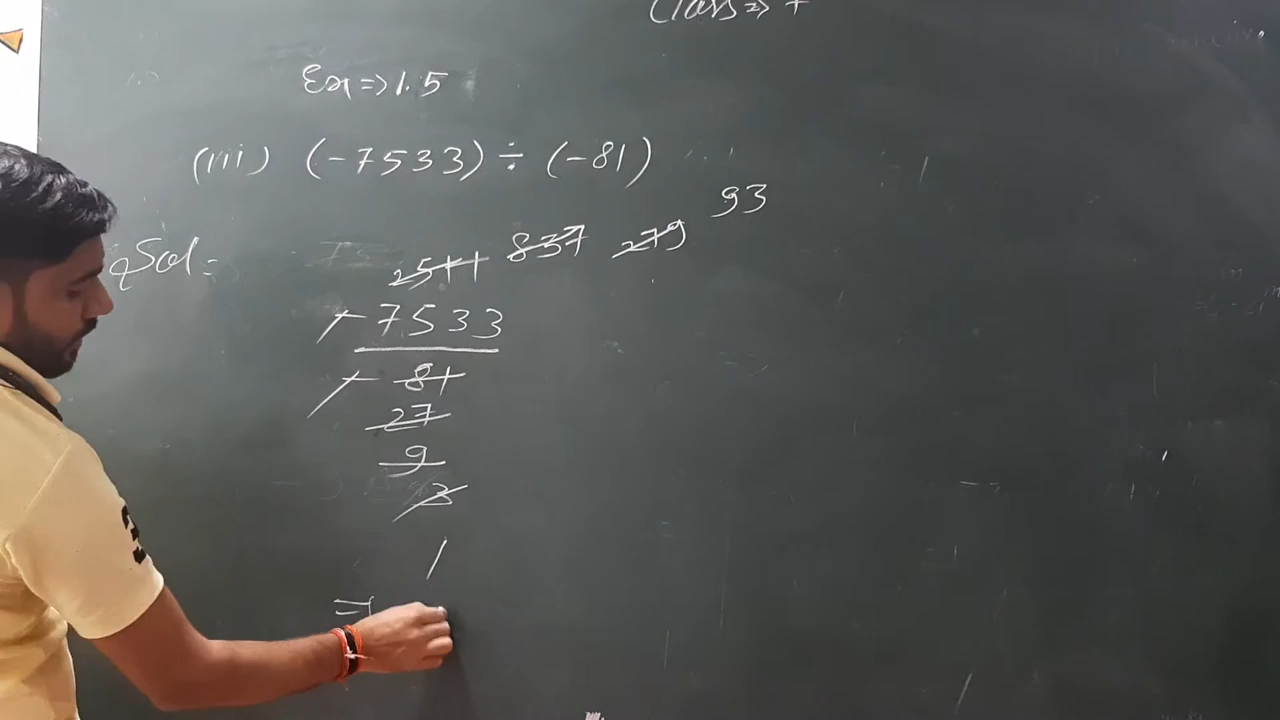 Class => 7
Ex => 1.5
(iii) (-7533) ÷ (-81)
93
Sol:
2511 837 279
-7533
-81
27
9
3
1
=